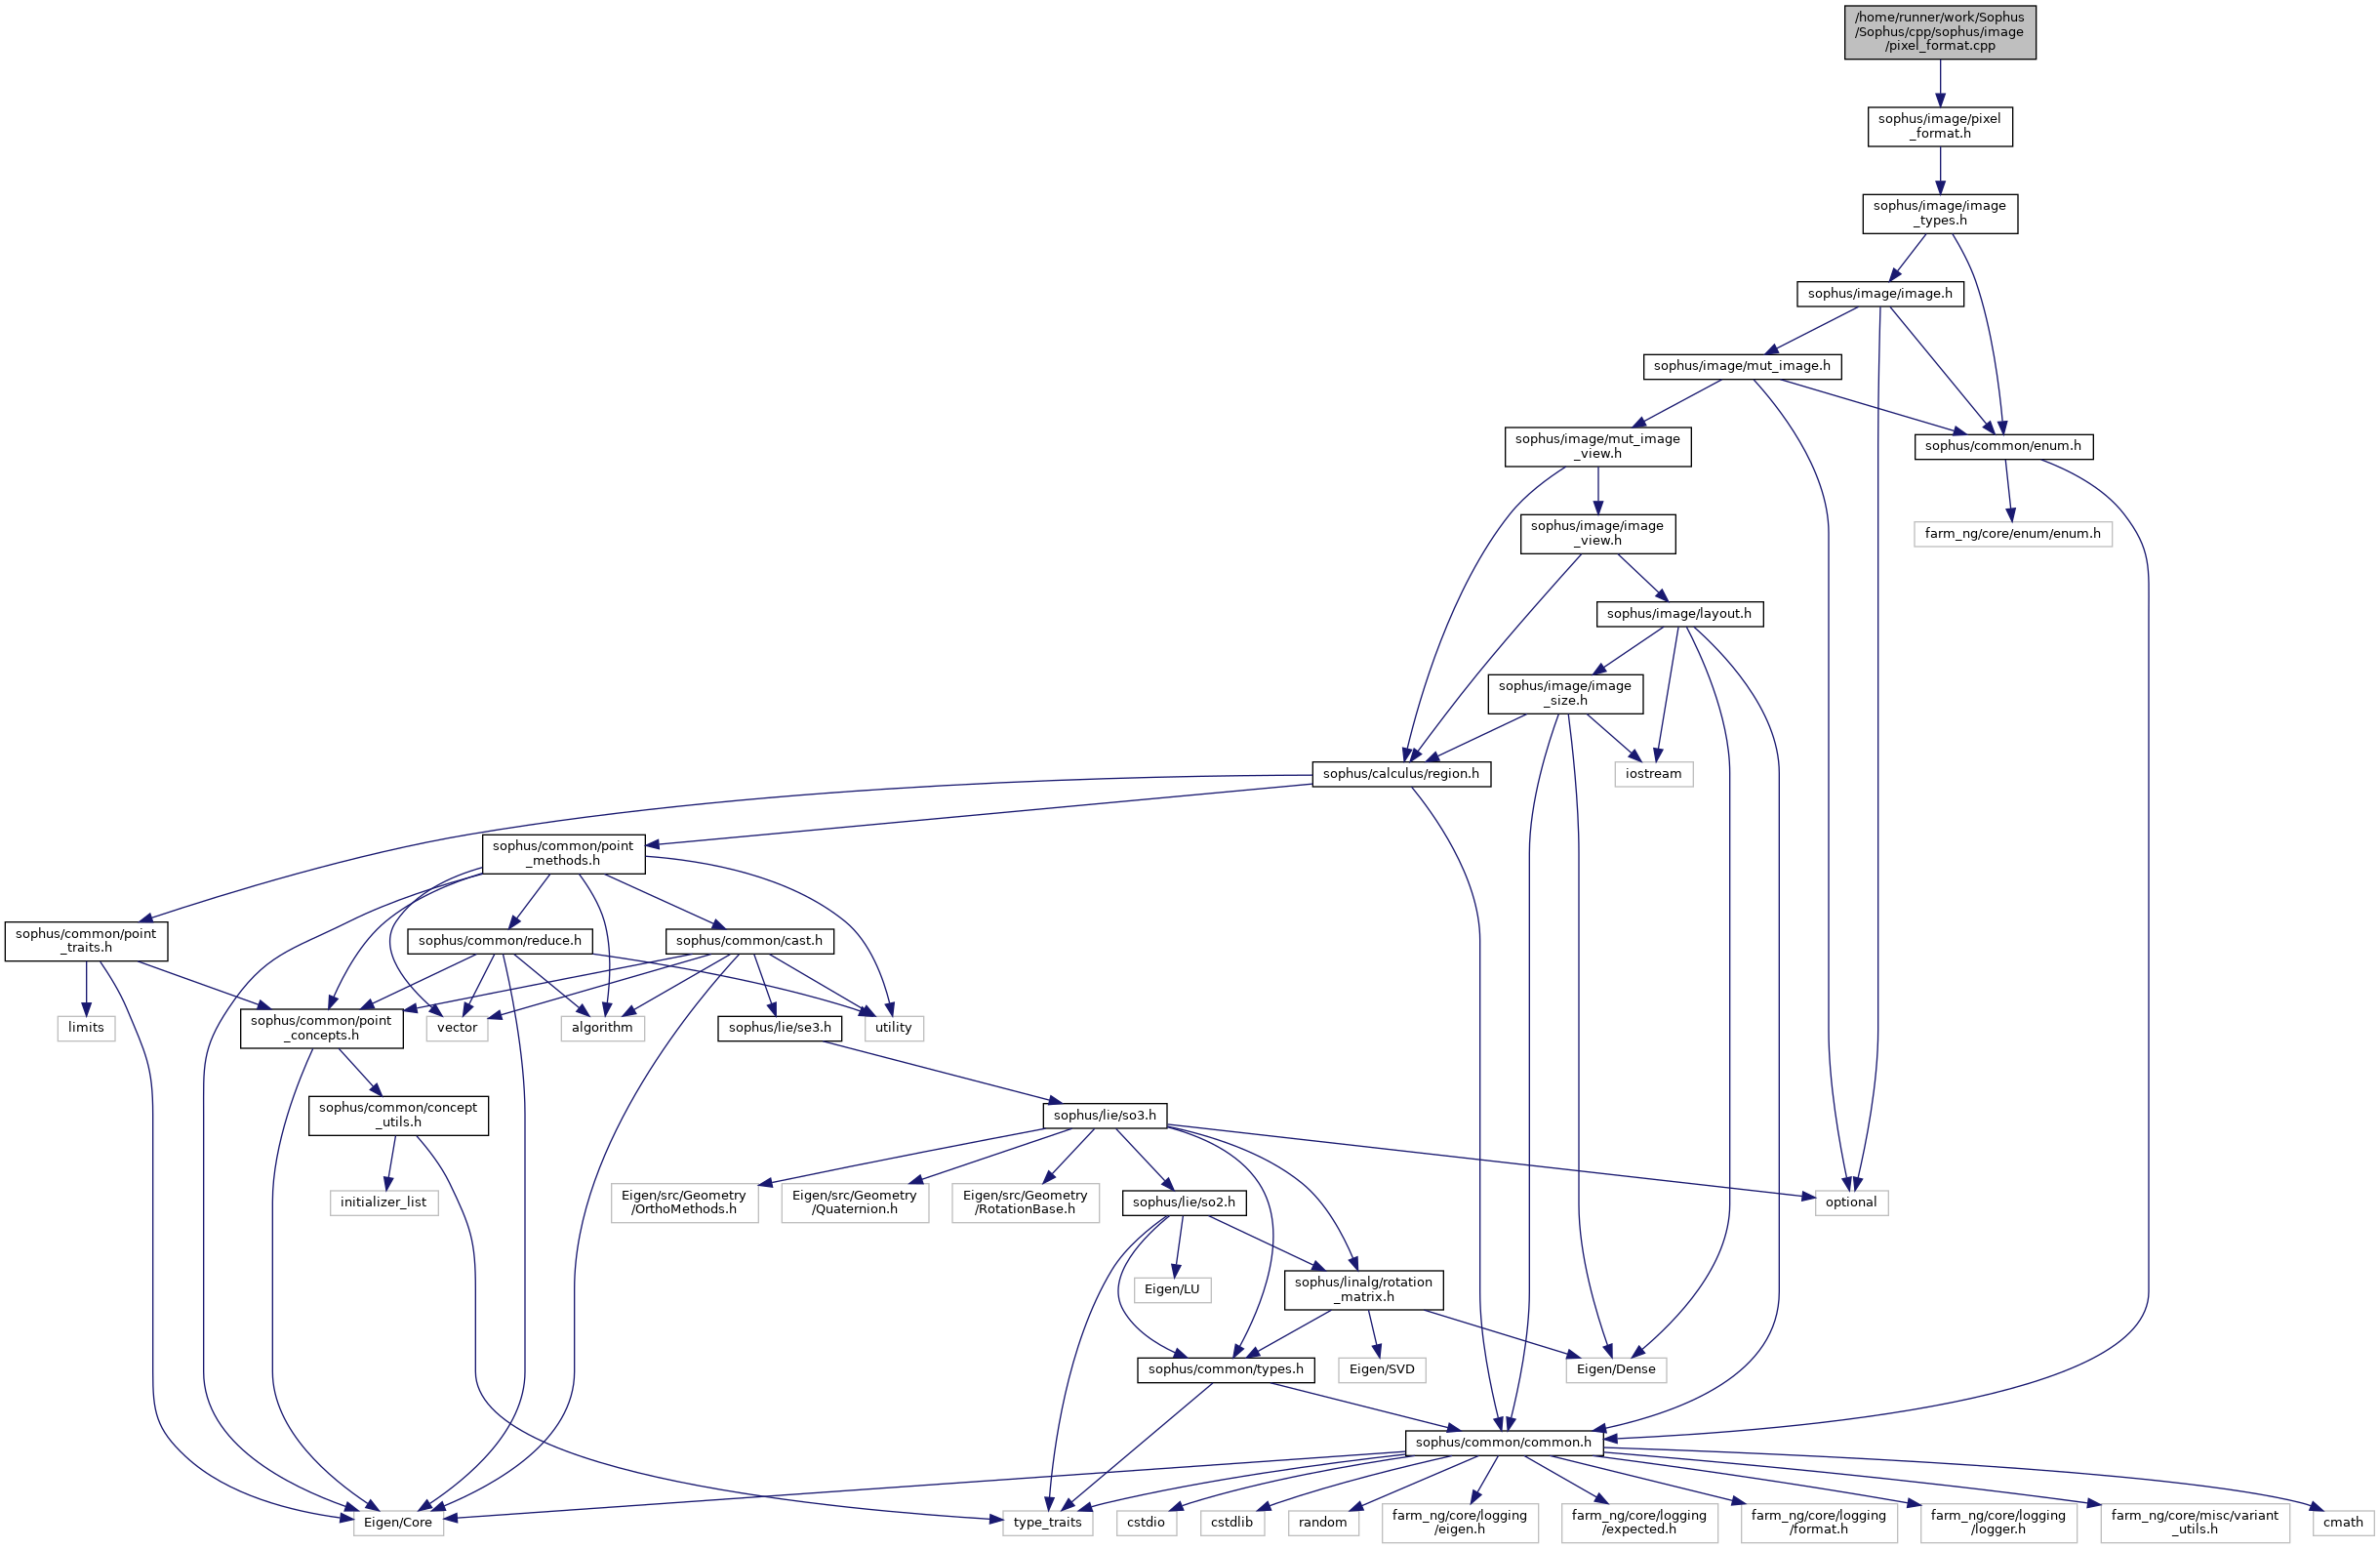 /home/runner/work/Sophus
/Sophus/cpp/sophus/image
/pixel_format.cpp
sophus/image/pixel
_format.h
sophus/image/image
_types.h
sophus/image/image.h
sophus/image/mut_image.h
sophus/image/mut_image
_view.h
sophus/common/enum.h
sophus/image/image
_view.h
farm_ng/core/enum/enum.h
sophus/image/layout.h
sophus/image/image
_size.h
sophus/calculus/region.h
iostream
sophus/common/point
_methods.h
sophus/common/point
_traits.h
sophus/common/reduce.h
sophus/common/cast.h
limits
sophus/common/point
_concepts.h
vector
algorithm
sophus/lie/se3.h
utility
sophus/common/concept
_utils.h
sophus/lie/so3.h
initializer_list
Eigen/src/Geometry
/OrthoMethods.h
Eigen/src/Geometry
/Quaternion.h
Eigen/src/Geometry
/RotationBase.h
sophus/lie/so2.h
optional
Eigen/LU
sophus/linalg/rotation
_matrix.h
sophus/common/types.h
Eigen/SVD
Eigen/Dense
sophus/common/common.h
Eigen/Core
type_traits
cstdio
cstdlib
random
farm_ng/core/logging
/eigen.h
farm_ng/core/logging
/expected.h
farm_ng/core/logging
/format.h
farm_ng/core/logging
/logger.h
farm_ng/core/misc/variant
_utils.h
cmath